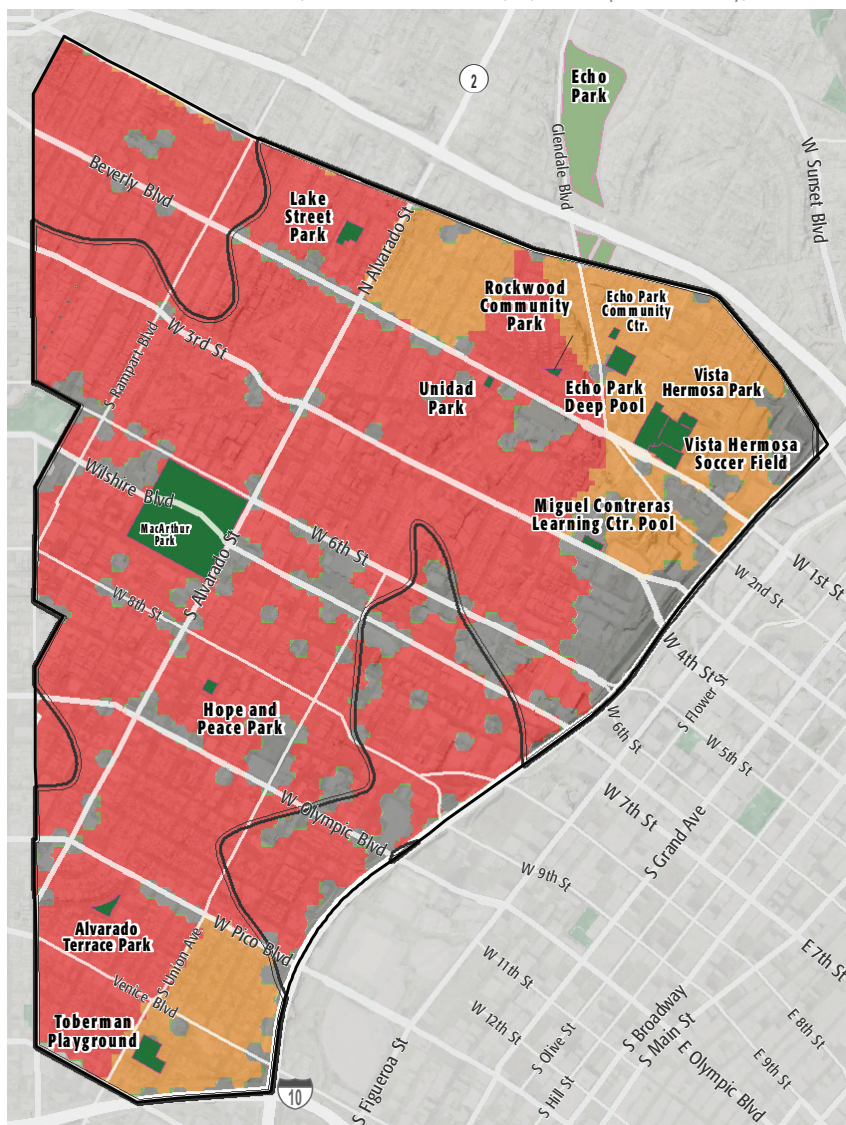 2
Echo
Park
Glendale Blvd
W Sunset Blvd
Beverly Blvd
Lake
Street
Park
N Alvarado St
Rockwood
Community
Park
Echo Park
Community
Ctr.
W 3rd St
S Rampart Blvd
Unidad
Park
Echo Park
Deep Pool
Vista
Hermosa Park
Vista Hermosa
Soccer Field
Wilshire Blvd
MacArthur
Park
Miguel Contreras
Learning Ctr. Pool
W 6th St
S Alvarado St
W 8th St
W 1st St
W 2nd St
W 4th St
S Flower St
Hope and
Peace Park
W 6th St
W 5th St
W 7th St
S Grand Ave
W Olympic Blvd
W 9th St
Alvarado
Terrace Park
S Union Ave
W Pico Blvd
Venice Blvd
W 11th St
E 7th St
Toberman
Playground
W 12th St
S Olive St
S Broadway
S Main St
E 8th St
E 9th St
E Olympic Blvd
S Hill St
S Figueroa St
10